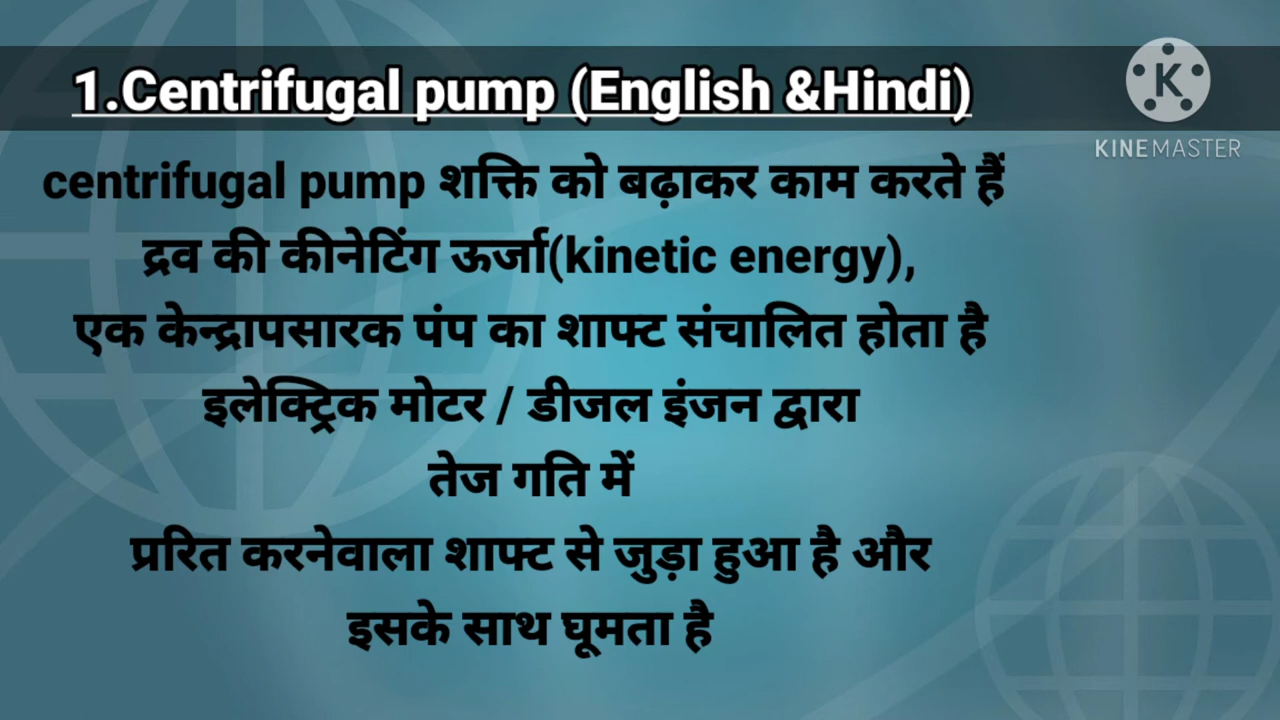 1.Centrifugal pump (English &Hindi)
K
KINEMASTER
centrifugal pump शक्ति को बढ़ाकर काम करते हैं
द्रव की कीनेटिंग ऊर्जा(kinetic energy),
एक केन्द्रापसारक पंप का शाफ्ट संचालित होता है
इलेक्ट्रिक मोटर / डीजल इंजन द्वारा
तेज गति में
प्ररित करनेवाला शाफ्ट से जुड़ा हुआ है और
इसके साथ घूमता है